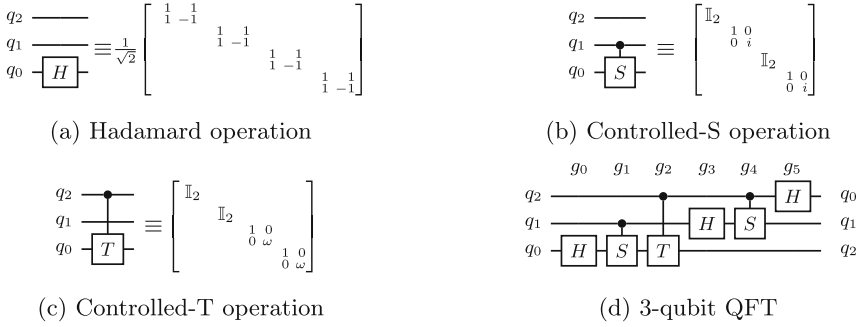 q2
q1
q0 H ≡ 1/√2 [ 1 1
1 −1
1 1
1 −1
1 1
1 −1
1 1
1 −1 ]
(a) Hadamard operation
q2
q1
q0 S ≡ [ 𝕀2
1 0
0 i
𝕀2
1 0
0 i ]
(b) Controlled-S operation
q2
q1
q0 T ≡ [ 𝕀2
𝕀2
1 0
0 ω
1 0
0 ω ]
(c) Controlled-T operation
g0 g1 g2 g3 g4 g5
q2 H q0
q1 H S q1
q0 H S T q2
(d) 3-qubit QFT